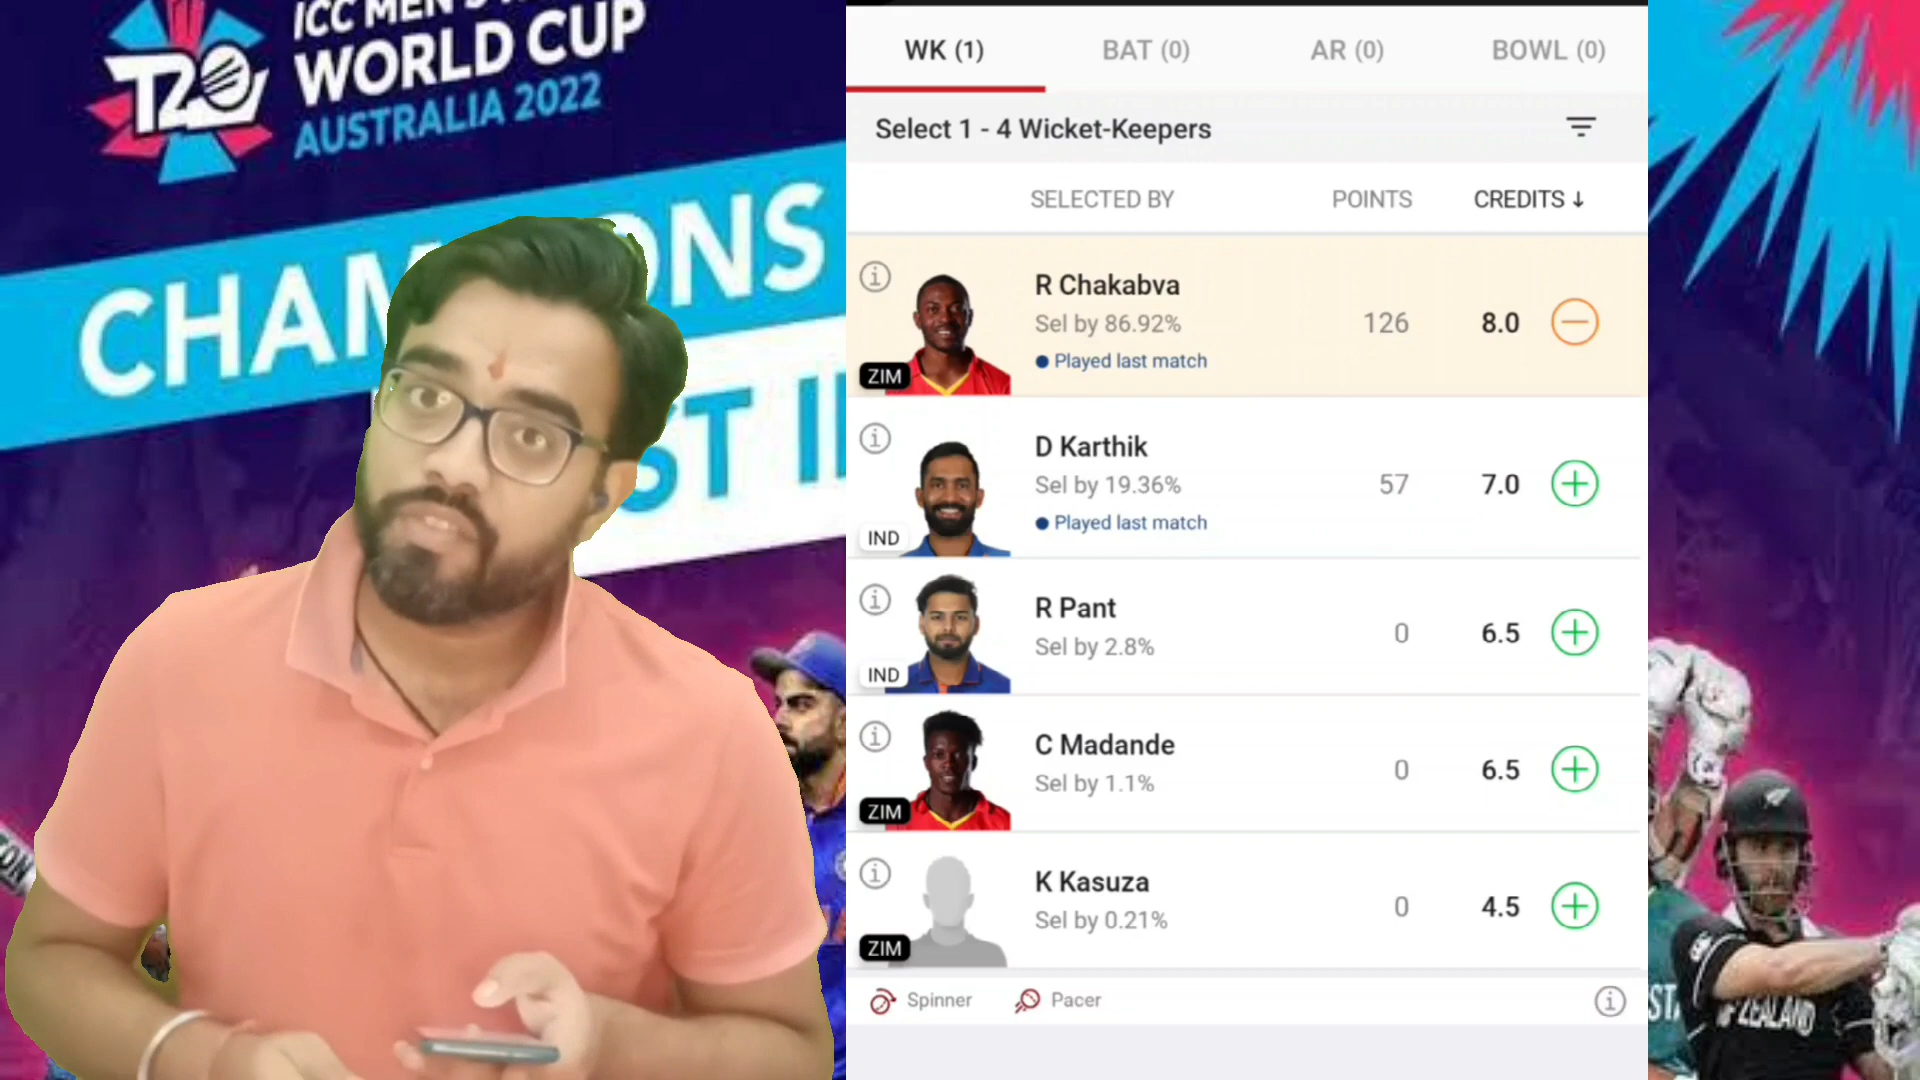 ICC MEN'S
T20
WORLD CUP
AUSTRALIA 2022
ST
ZEALAND
WK (1)
BAT (0)
AR (0)
BOWL (0)
Select 1 - 4 Wicket-Keepers
SELECTED BY
POINTS
CREDITS ↓
R Chakabva
Sel by 86.92%
Played last match
126
8.0
ZIM
D Karthik
Sel by 19.36%
Played last match
57
7.0
IND
R Pant
Sel by 2.8%
0
6.5
IND
C Madande
Sel by 1.1%
0
6.5
ZIM
K Kasuza
Sel by 0.21%
0
4.5
ZIM
Spinner
Pacer